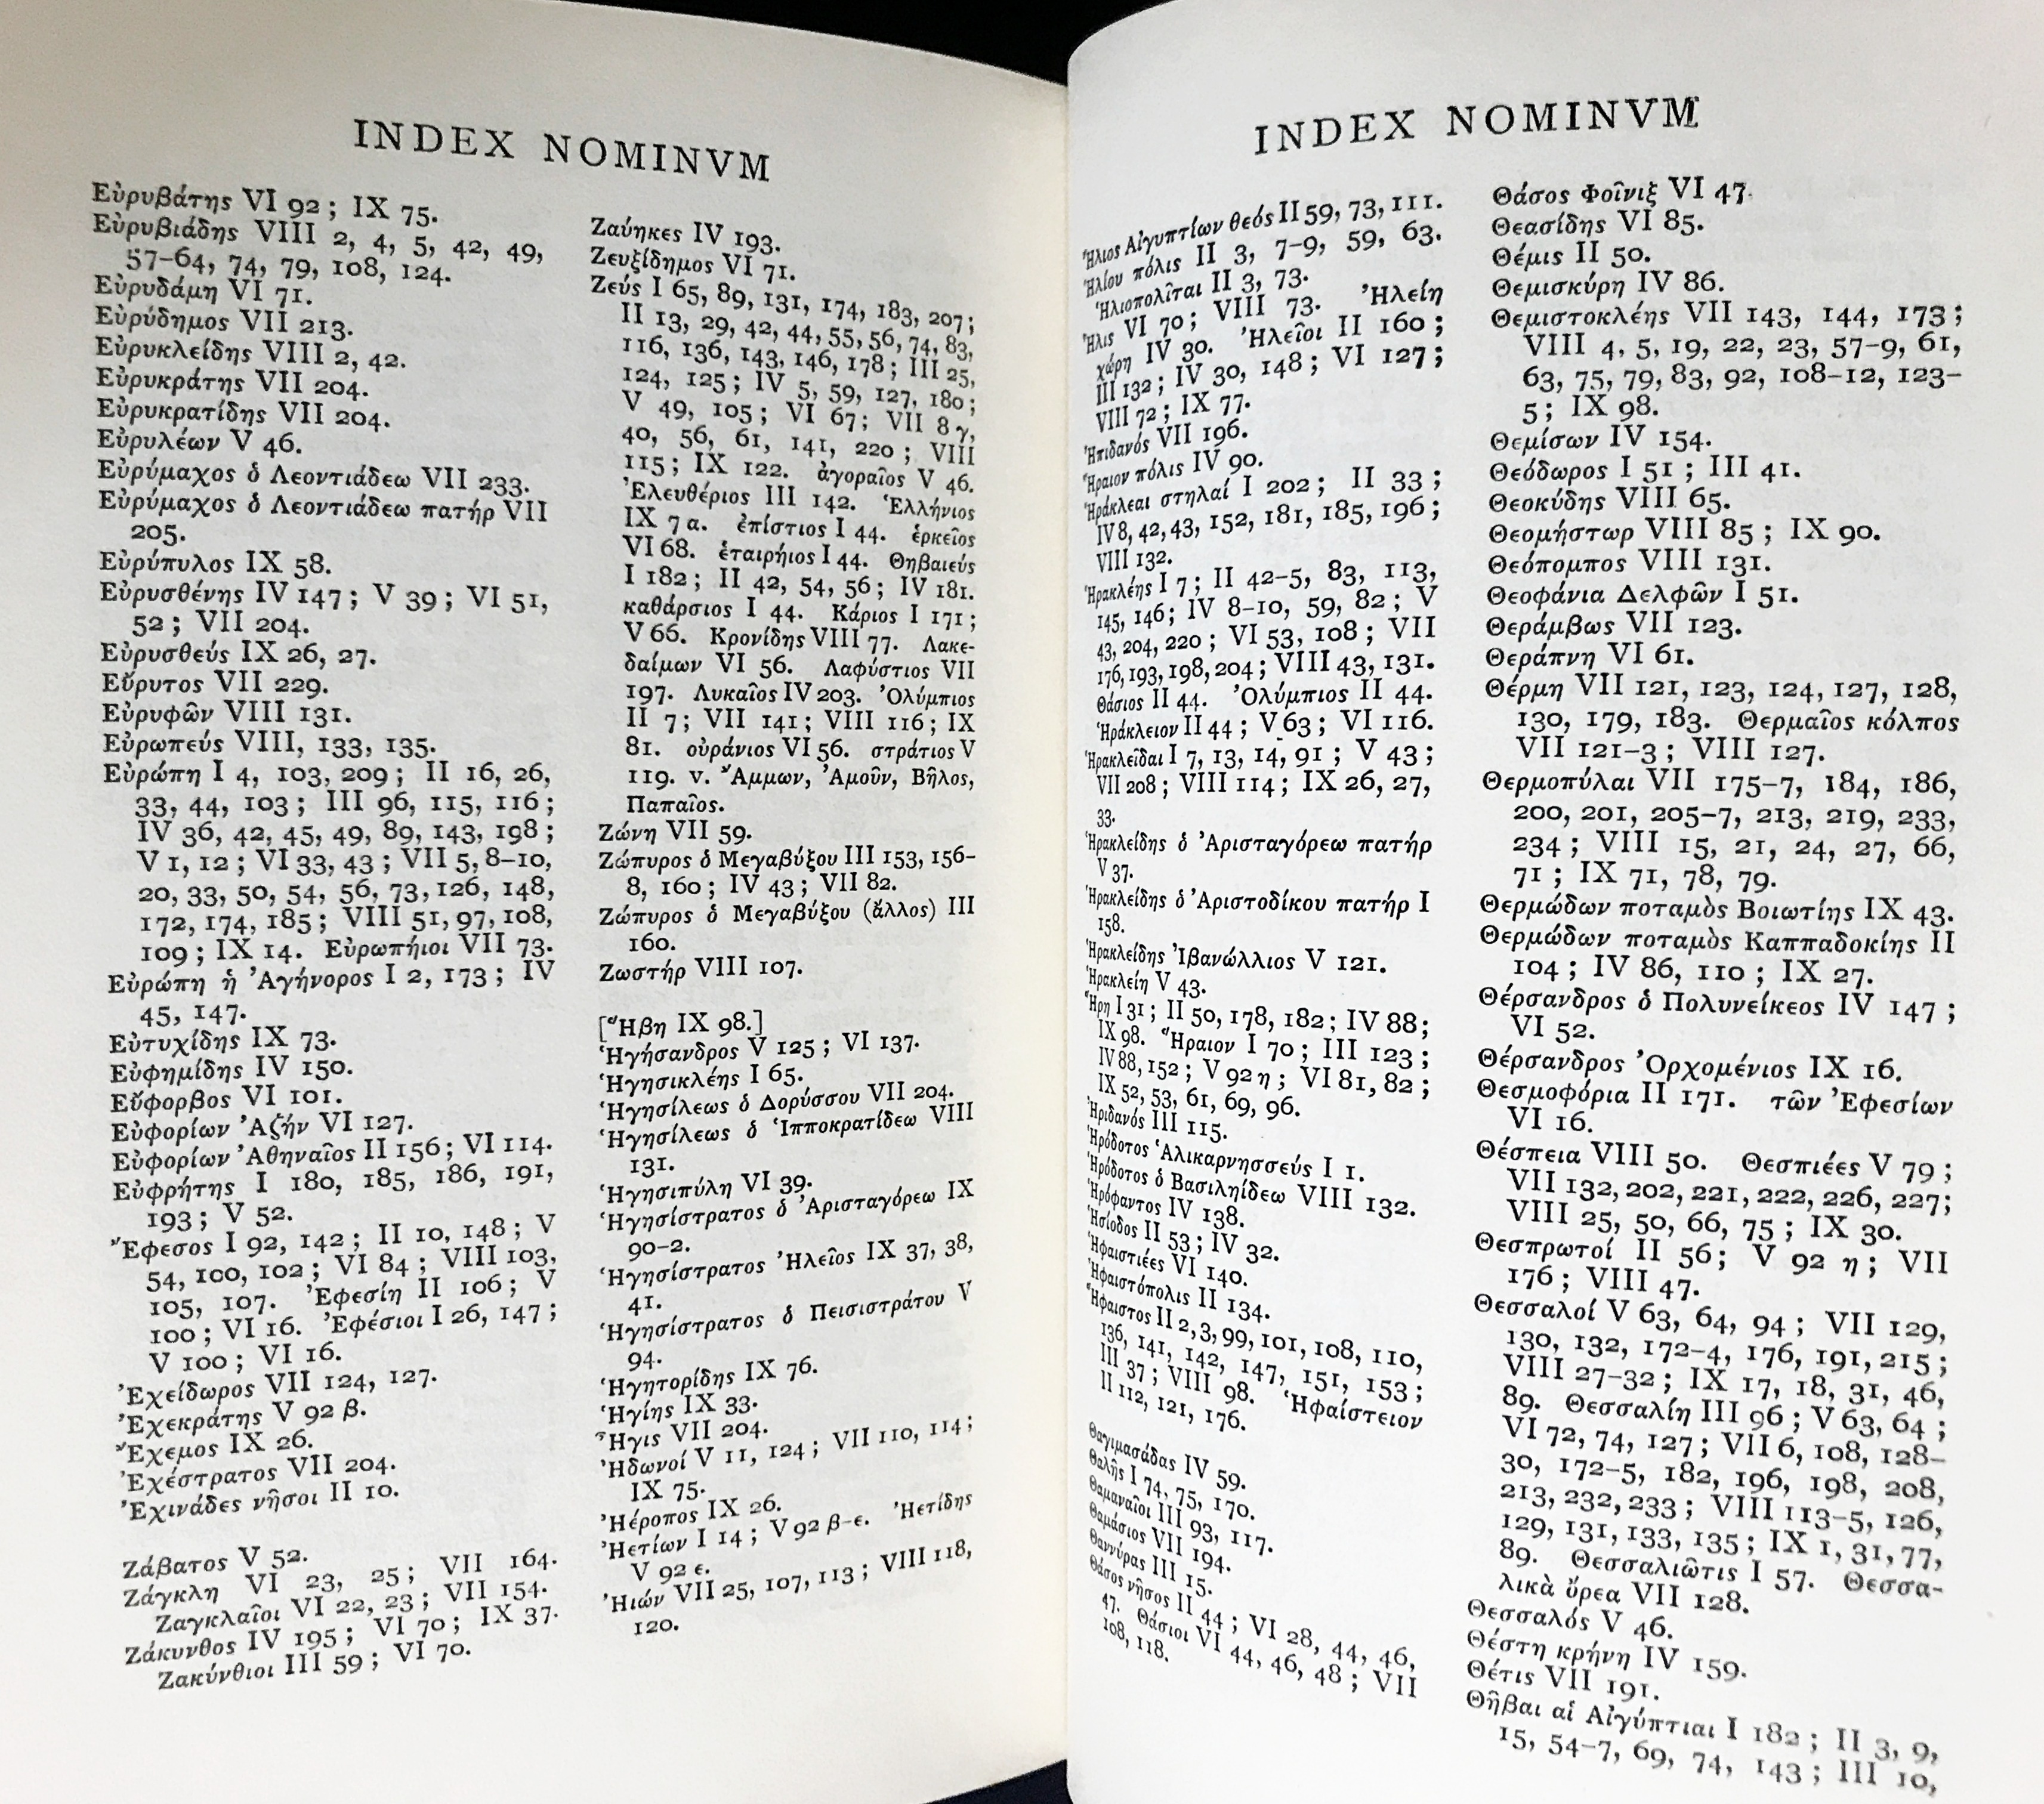 INDEX NOMINVM
Εὐρυβάτης VI 92 ; IX 75.
Εὐρυβιάδης VIII 2, 4, 5, 42, 49,
57–64, 74, 79, 108, 124.
Εὐρυδάμη VI 71.
Εὐρύδημος VII 213.
Εὐρυκλείδης VIII 2, 42.
Εὐρυκράτης VII 204.
Εὐρυκρατίδης VII 204.
Εὐρυλέων V 46.
Εὐρύμαχος ὁ Λεοντιάδεω VII 233.
Εὐρύμαχος ὁ Λεοντιάδεω πατήρ VII
205.
Εὐρύπυλος IX 58.
Εὐρυσθένης IV 147 ; V 39 ; VI 51,
52 ; VII 204.
Εὐρυσθεύς IX 26, 27.
Εὔρυτος VII 229.
Εὐρυφῶν VIII 131.
Εὐρωπεύς VIII, 133, 135.
Εὐρώπη I 4, 103, 209 ; II 16, 26,
33, 44, 103 ; III 96, 115, 116 ;
IV 36, 42, 45, 49, 89, 143, 198 ;
V 1, 12 ; VI 33, 43 ; VII 5, 8–10,
20, 33, 50, 54, 56, 73, 126, 148,
172, 174, 185 ; VIII 51, 97, 108,
109 ; IX 14. Εὐρωπήιοι VII 73.
Εὐρώπη ἡ Ἀγήνορος I 2, 173 ; IV
45, 147.
Εὐτυχίδης IX 73.
Εὐφημίδης IV 150.
Εὔφορβος VI 101.
Εὐφορίων Ἀζήν VI 127.
Εὐφορίων Ἀθηναῖος II 156 ; VI 114.
Εὐφρήτης I 180, 185, 186, 191,
193 ; V 52.
Ἔφεσος I 92, 142 ; II 10, 148 ; V
54, 100, 102 ; VI 84 ; VIII 103,
105, 107. Ἐφεσίη II 106 ; V
100 ; VI 16. Ἐφέσιοι I 26, 147 ;
V 100 ; VI 16.
Ἐχείδωρος VII 124, 127.
Ἐχεκράτης V 92 β.
Ἔχεμος IX 26.
Ἐχέστρατος VII 204.
Ἐχινάδες νῆσοι II 10.
Ζάβατος V 52.
Ζάγκλη VI 23, 25 ; VII 164.
Ζαγκλαῖοι VI 22, 23 ; VII 154.
Ζάκυνθος IV 195 ; VI 70 ; IX 37.
Ζακύνθιοι III 59 ; VI 70.
Ζαύηκες IV 193.
Ζευξίδημος VI 71.
Ζεύς I 65, 89, 131, 174, 183, 207 ;
II 13, 29, 42, 44, 55, 56, 74, 83,
116, 136, 143, 146, 178 ; III 25,
124, 125 ; IV 5, 59, 127, 180 ;
V 49, 105 ; VI 67 ; VII 8 γ,
40, 56, 61, 141, 220 ; VIII
115 ; IX 122. ἀγοραῖος V 46.
Ἐλευθέριος III 142. Ἑλλήνιος
IX 7 α. ἐπίστιος I 44. ἑρκεῖος
VI 68. ἑταιρήιος I 44. Θηβαιεύς
I 182 ; II 42, 54, 56 ; IV 181.
καθάρσιος I 44. Κάριος I 171 ;
V 66. Κρονίδης VIII 77. Λακε-
δαίμων VI 56. Λαφύστιος VII
197. Λυκαῖος IV 203. Ὀλύμπιος
II 7 ; VII 141 ; VIII 116 ; IX
81. οὐράνιος VI 56. στράτιος V
119. v. Ἄμμων, Ἀμοῦν, Βῆλος,
Παπαῖος.
Ζώνη VII 59.
Ζώπυρος ὁ Μεγαβύξου III 153, 156–
8, 160 ; IV 43 ; VII 82.
Ζώπυρος ὁ Μεγαβύξου (ἄλλος) III
160.
Ζωστήρ VIII 107.
[Ἥβη IX 98.]
Ἡγήσανδρος V 125 ; VI 137.
Ἡγησικλέης I 65.
Ἡγησίλεως ὁ Δορύσσου VII 204.
Ἡγησίλεως ὁ Ἱπποκρατίδεω VIII
131.
Ἡγησιπύλη VI 39.
Ἡγησίστρατος ὁ Ἀρισταγόρεω IX
90–2.
Ἡγησίστρατος Ἠλεῖος IX 37, 38,
41.
Ἡγησίστρατος ὁ Πεισιστράτου V
94.
Ἡγητορίδης IX 76.
Ἡγίης IX 33.
Ἦγις VII 204.
Ἠδωνοί V 11, 124 ; VII 110, 114 ;
IX 75.
Ἠέροπος IX 26.
Ἠετίων I 14 ; V 92 β–ε. Ἠετίδης
V 92 ε.
Ἠιών VII 25, 107, 113 ; VIII 118,
120.
INDEX NOMINVM
Ἥλιος Αἰγυπτίων θεός II 59, 73, 111.
Ἡλίου πόλις II 3, 7–9, 59, 63.
Ἡλιοπολῖται II 3, 73.
Ἦλις VI 70 ; VIII 73. Ἠλείη
χώρη IV 30. Ἠλεῖοι II 160 ;
III 132 ; IV 30, 148 ; VI 127 ;
VIII 72 ; IX 77.
Ἠπιδανός VII 196.
Ἥραιον πόλις IV 90.
Ἡράκλεαι στηλαί I 202 ; II 33 ;
IV 8, 42, 43, 152, 181, 185, 196 ;
VIII 132.
Ἡρακλέης I 7 ; II 42–5, 83, 113,
145, 146 ; IV 8–10, 59, 82 ; V
43, 204, 220 ; VI 53, 108 ; VII
176, 193, 198, 204 ; VIII 43, 131.
Θάσιος II 44. Ὀλύμπιος II 44.
Ἡράκλειον II 44 ; V 63 ; VI 116.
Ἡρακλεῖδαι I 7, 13, 14, 91 ; V 43 ;
VII 208 ; VIII 114 ; IX 26, 27,
33.
Ἡρακλείδης ὁ Ἀρισταγόρεω πατήρ
V 37.
Ἡρακλείδης ὁ Ἀριστοδίκου πατήρ I
158.
Ἡρακλείδης Ἰβανώλλιος V 121.
Ἡρακλείη V 43.
Ἥρη I 31 ; II 50, 178, 182 ; IV 88 ;
IX 98. Ἥραιον I 70 ; III 123 ;
IV 88, 152 ; V 92 η ; VI 81, 82 ;
IX 52, 53, 61, 69, 96.
Ἠριδανός III 115.
Ἡρόδοτος Ἁλικαρνησσεύς I 1.
Ἡρόδοτος ὁ Βασιληίδεω VIII 132.
Ἡρόφαντος IV 138.
Ἡσίοδος II 53 ; IV 32.
Ἡφαιστιέες VI 140.
Ἡφαιστόπολις II 134.
Ἥφαιστος II 2, 3, 99, 101, 108, 110,
136, 141, 142, 147, 151, 153 ;
III 37 ; VIII 98. Ἡφαίστειον
II 112, 121, 176.
Θαγιμασάδας IV 59.
Θαλῆς I 74, 75, 170.
Θαμαναῖοι III 93, 117.
Θαμάσιος VII 194.
Θαννύρας III 15.
Θάσος νῆσος II 44 ; VI 28, 44, 46,
47. Θάσιοι VI 44, 46, 48 ; VII
108, 118.
Θάσος Φοῖνιξ VI 47.
Θεασίδης VI 85.
Θέμις II 50.
Θεμισκύρη IV 86.
Θεμιστοκλέης VII 143, 144, 173 ;
VIII 4, 5, 19, 22, 23, 57–9, 61,
63, 75, 79, 83, 92, 108–12, 123–
5 ; IX 98.
Θεμίσων IV 154.
Θεόδωρος I 51 ; III 41.
Θεοκύδης VIII 65.
Θεομήστωρ VIII 85 ; IX 90.
Θεόπομπος VIII 131.
Θεοφάνια Δελφῶν I 51.
Θεράμβως VII 123.
Θεράπνη VI 61.
Θέρμη VII 121, 123, 124, 127, 128,
130, 179, 183. Θερμαῖος κόλπος
VII 121–3 ; VIII 127.
Θερμοπύλαι VII 175–7, 184, 186,
200, 201, 205–7, 213, 219, 233,
234 ; VIII 15, 21, 24, 27, 66,
71 ; IX 71, 78, 79.
Θερμώδων ποταμὸς Βοιωτίης IX 43.
Θερμώδων ποταμὸς Καππαδοκίης II
104 ; IV 86, 110 ; IX 27.
Θέρσανδρος ὁ Πολυνείκεος IV 147 ;
VI 52.
Θέρσανδρος Ὀρχομένιος IX 16.
Θεσμοφόρια II 171. τῶν Ἐφεσίων
VI 16.
Θέσπεια VIII 50. Θεσπιέες V 79 ;
VII 132, 202, 221, 222, 226, 227;
VIII 25, 50, 66, 75 ; IX 30.
Θεσπρωτοί II 56 ; V 92 η ; VII
176 ; VIII 47.
Θεσσαλοί V 63, 64, 94 ; VII 129,
130, 132, 172–4, 176, 191, 215 ;
VIII 27–32 ; IX 17, 18, 31, 46,
89. Θεσσαλίη III 96 ; V 63, 64 ;
VI 72, 74, 127 ; VII 6, 108, 128–
30, 172–5, 182, 196, 198, 208,
213, 232, 233 ; VIII 113–5, 126,
129, 131, 133, 135 ; IX 1, 31, 77,
89. Θεσσαλιῶτις I 57. Θεσσα-
λικὰ ὄρεα VII 128.
Θεσσαλός V 46.
Θέστη κρήνη IV 159.
Θέτις VII 191.
Θῆβαι αἱ Αἰγύπτιαι I 182 ; II 3, 9,
15, 54–7, 69, 74, 143 ; III 10,